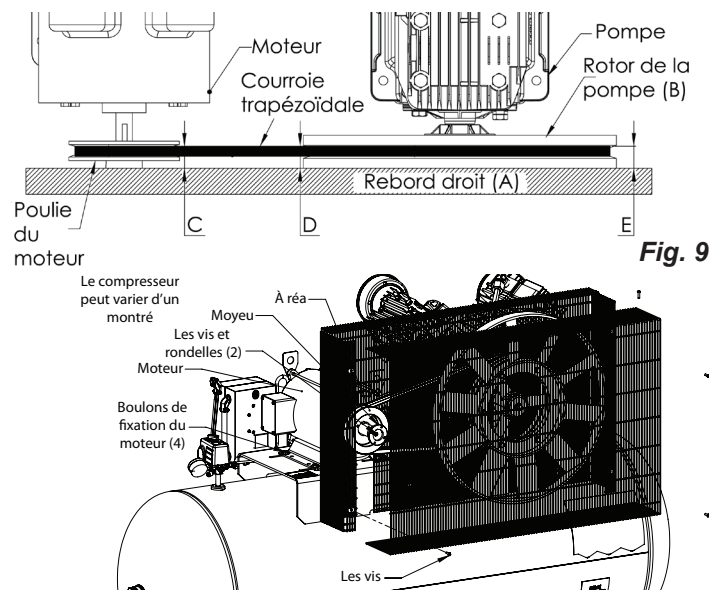 Moteur
Courroie
trapézoïdale
Pompe
Rotor de la
pompe (B)
Rebord droit (A)
Poulie
du
moteur
C
D
E
Fig. 9
Le compresseur
peut varier d'un
montré
À réa
Moyeu
Les vis et
rondelles (2)
Moteur
Boulons de
fixation du
moteur (4)
Les vis